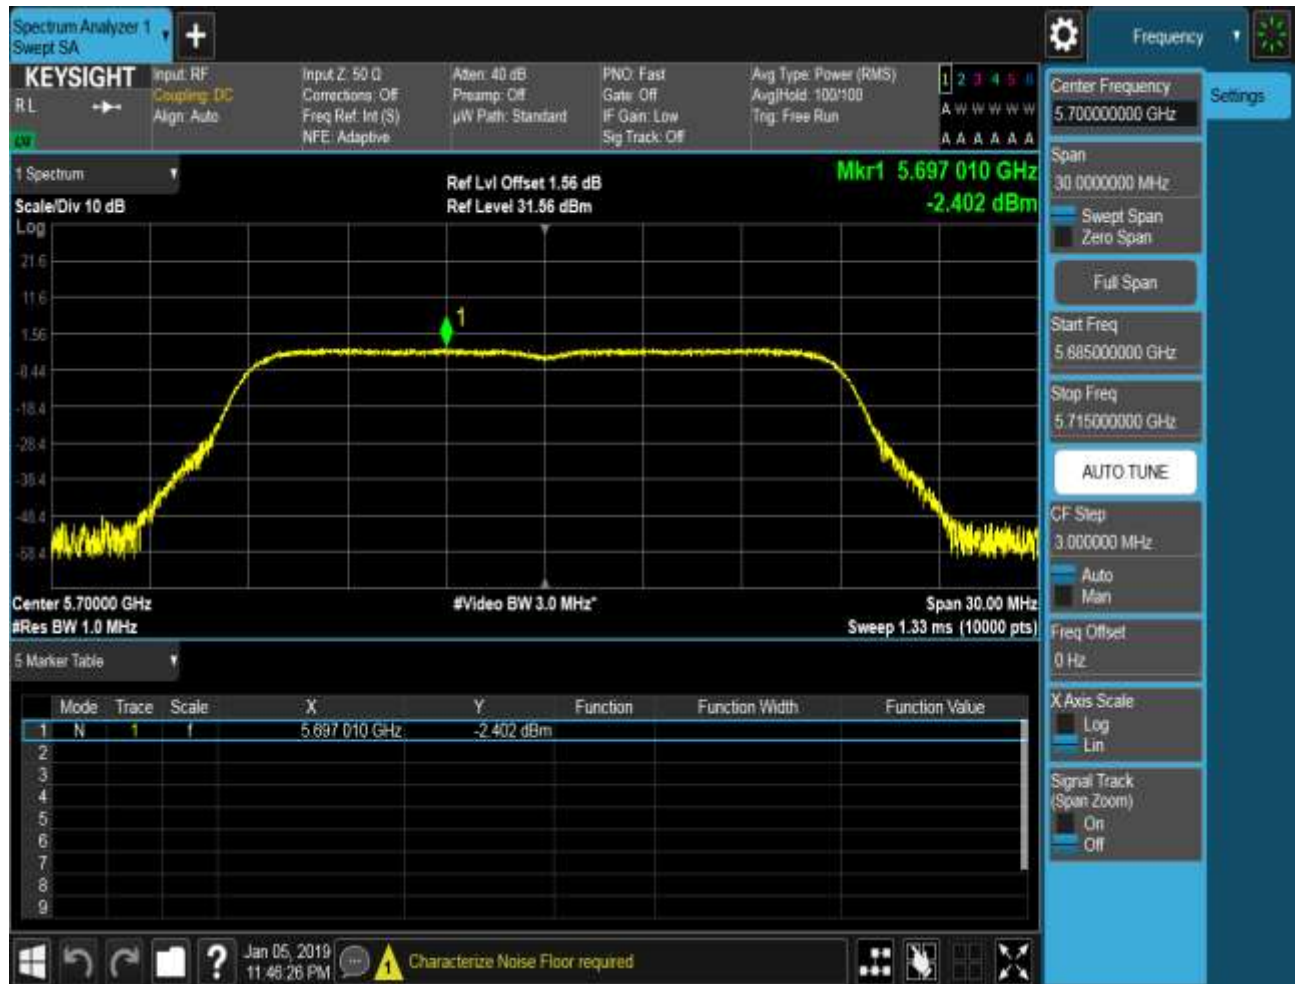 Spectrum Analyzer 1
Swept SA
+
Frequency
KEYSIGHT
RL
Input: RF
Coupling: DC
Align: Auto
Input Z: 50 Ω
Corrections: Off
Freq Ref: Int (S)
NFE: Adaptive
Atten: 40 dB
Preamp: Off
µW Path: Standard
PNO: Fast
Gate: Off
IF Gain: Low
Sig Track: Off
Avg Type: Power (RMS)
Avg|Hold: 100/100
Trig: Free Run
1 2 3 4 5 6
A W W W W W
A A A A A A
1 Spectrum
Scale/Div 10 dB
Ref Lvl Offset 1.56 dB
Ref Level 31.56 dBm
Mkr1 5.697 010 GHz
-2.402 dBm
Log
21.6
11.6
1.56
-8.44
-18.4
-28.4
-38.4
-48.4
-58.4
1
Center 5.70000 GHz
#Res BW 1.0 MHz
#Video BW 3.0 MHz*
Span 30.00 MHz
Sweep 1.33 ms (10000 pts)
5 Marker Table
Mode Trace Scale X Y Function Function Width Function Value
1 N 1 f 5.697 010 GHz -2.402 dBm
2
3
4
5
6
7
8
9
Jan 05, 2019
11:46:26 PM
1
Characterize Noise Floor required
Settings
Center Frequency
5.700000000 GHz
Span
30.0000000 MHz
Swept Span
Zero Span
Full Span
Start Freq
5.685000000 GHz
Stop Freq
5.715000000 GHz
AUTO TUNE
CF Step
3.000000 MHz
Auto
Man
Freq Offset
0 Hz
X Axis Scale
Log
Lin
Signal Track
(Span Zoom)
On
Off